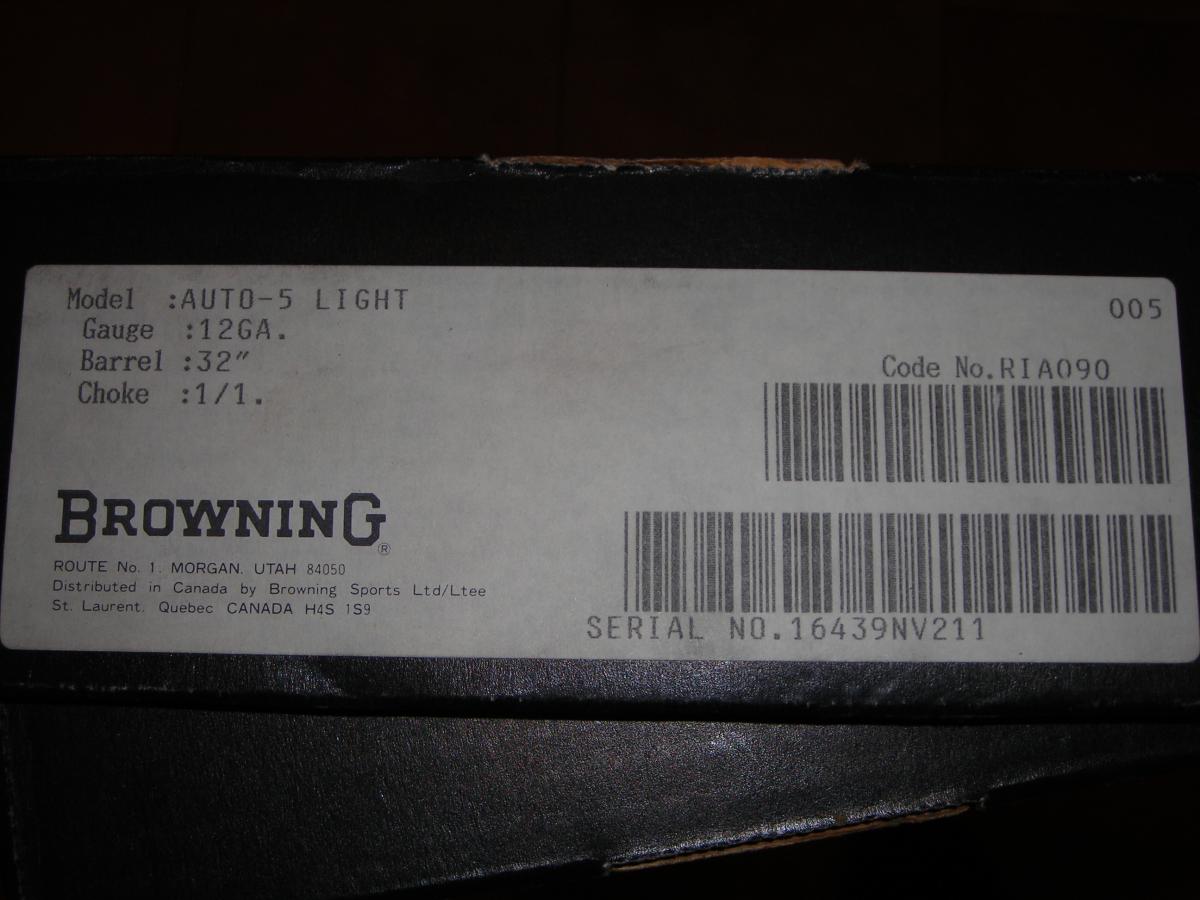 Model :AUTO-5 LIGHT
Gauge :12GA.
Barrel :32″
Choke :1/1.
005
Code No.RIA090
BROWNING®
ROUTE No. 1, MORGAN, UTAH 84050
Distributed in Canada by Browning Sports Ltd/Ltee
St. Laurent, Quebec CANADA H4S 1S9
SERIAL NO.16439NV211